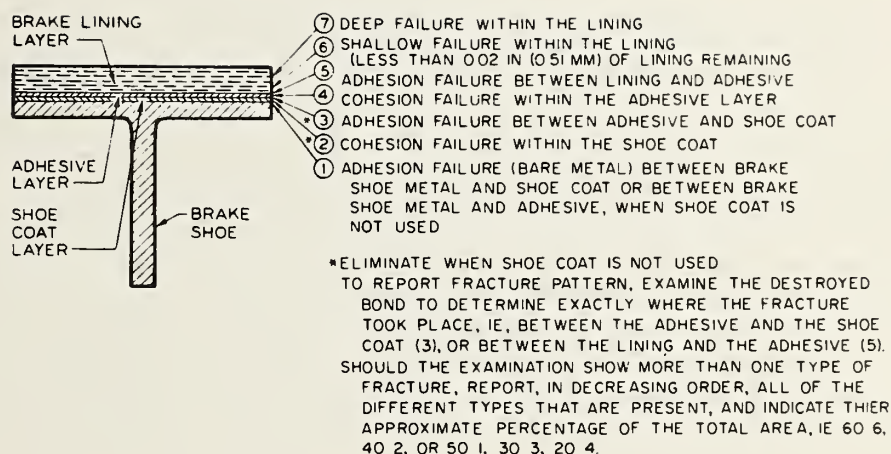 BRAKE LINING
LAYER
ADHESIVE
LAYER
SHOE
COAT
LAYER
BRAKE
SHOE
7 DEEP FAILURE WITHIN THE LINING
6 SHALLOW FAILURE WITHIN THE LINING
(LESS THAN 002 IN (051 MM) OF LINING REMAINING
5 ADHESION FAILURE BETWEEN LINING AND ADHESIVE
4 COHESION FAILURE WITHIN THE ADHESIVE LAYER
*3 ADHESION FAILURE BETWEEN ADHESIVE AND SHOE COAT
*2 COHESION FAILURE WITHIN THE SHOE COAT
1 ADHESION FAILURE (BARE METAL) BETWEEN BRAKE
SHOE METAL AND SHOE COAT OR BETWEEN BRAKE
SHOE METAL AND ADHESIVE, WHEN SHOE COAT IS
NOT USED
*ELIMINATE WHEN SHOE COAT IS NOT USED
TO REPORT FRACTURE PATTERN, EXAMINE THE DESTROYED
BOND TO DETERMINE EXACTLY WHERE THE FRACTURE
TOOK PLACE, IE, BETWEEN THE ADHESIVE AND THE SHOE
COAT (3), OR BETWEEN THE LINING AND THE ADHESIVE (5).
SHOULD THE EXAMINATION SHOW MORE THAN ONE TYPE OF
FRACTURE, REPORT, IN DECREASING ORDER, ALL OF THE
DIFFERENT TYPES THAT ARE PRESENT, AND INDICATE THIER
APPROXIMATE PERCENTAGE OF THE TOTAL AREA, IE 60 6,
40 2, OR 50 1, 30 3, 20 4.